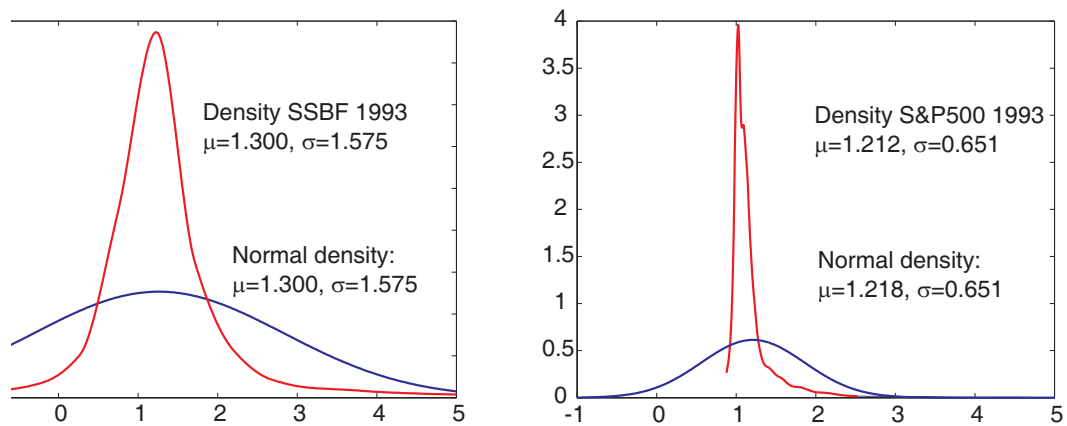 Density SSBF 1993
μ=1.300, σ=1.575
Normal density:
μ=1.300, σ=1.575
0 1 2 3 4 5
4
3.5
3
2.5
2
1.5
1
0.5
0
Density S&P500 1993
μ=1.212, σ=0.651
Normal density:
μ=1.218, σ=0.651
-1 0 1 2 3 4 5